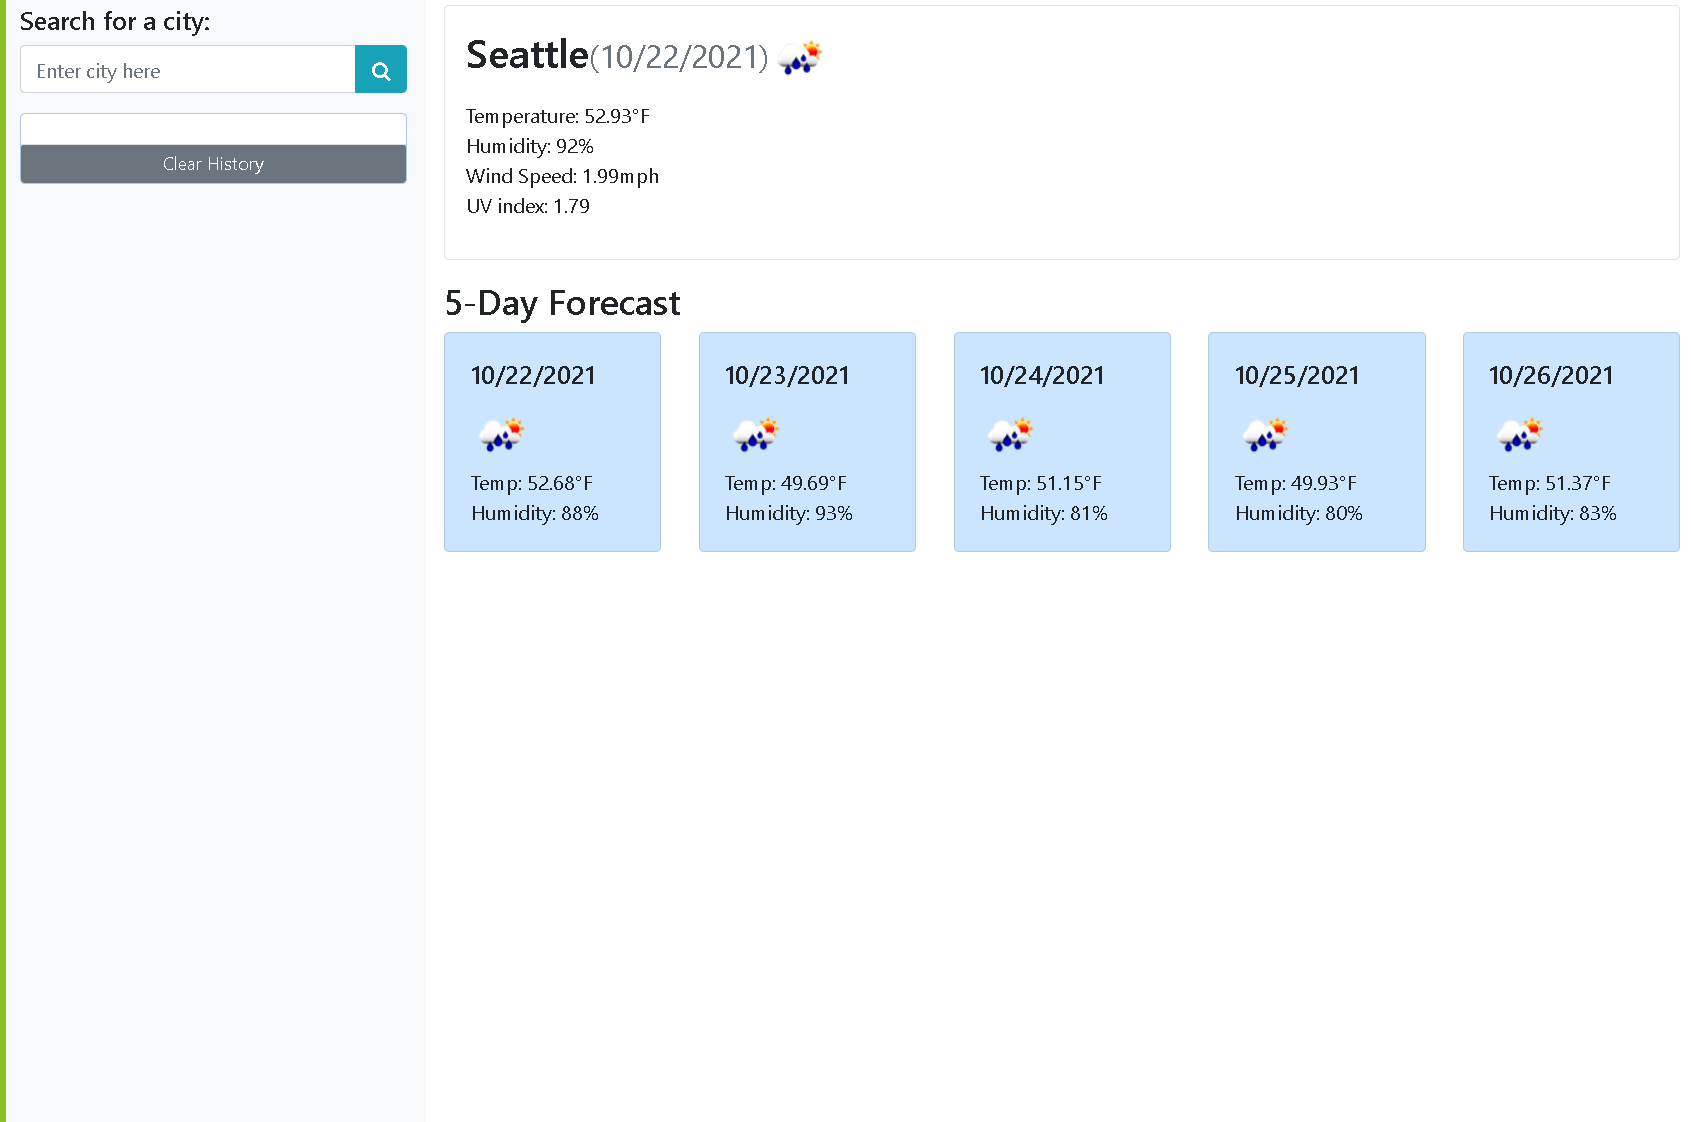 Search for a city:
Enter city here
Clear History
Seattle(10/22/2021)
Temperature: 52.93°F
Humidity: 92%
Wind Speed: 1.99mph
UV index: 1.79
5-Day Forecast
10/22/2021
Temp: 52.68°F
Humidity: 88%
10/23/2021
Temp: 49.69°F
Humidity: 93%
10/24/2021
Temp: 51.15°F
Humidity: 81%
10/25/2021
Temp: 49.93°F
Humidity: 80%
10/26/2021
Temp: 51.37°F
Humidity: 83%